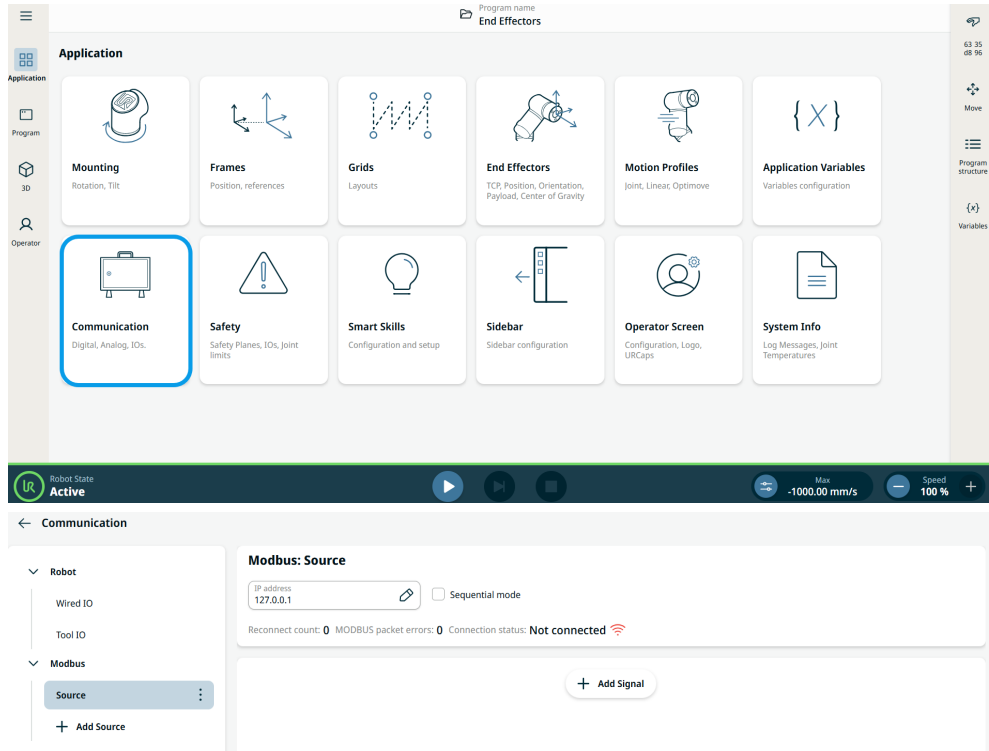 Program name
End Effectors
63 35
d8 96
Application
Application
Program
3D
Operator
Move
Program
structure
{x}
Variables
Mounting
Rotation, Tilt
Frames
Position, references
Grids
Layouts
End Effectors
TCP, Position, Orientation,
Payload, Center of Gravity
Motion Profiles
Joint, Linear, Optimove
{X}
Application Variables
Variables configuration
Communication
Digital, Analog, IOs.
Safety
Safety Planes, IOs, Joint
limits
Smart Skills
Configuration and setup
Sidebar
Sidebar configuration
Operator Screen
Configuration, Logo,
URCaps
System Info
Log Messages, Joint
Temperatures
UR
Robot State
Active
Max
-1000.00 mm/s
Speed
100 %
Communication
Robot
Wired IO
Tool IO
Modbus
Source
Add Source
Modbus: Source
IP address
127.0.0.1
Sequential mode
Reconnect count: 0 MODBUS packet errors: 0 Connection status: Not connected
Add Signal